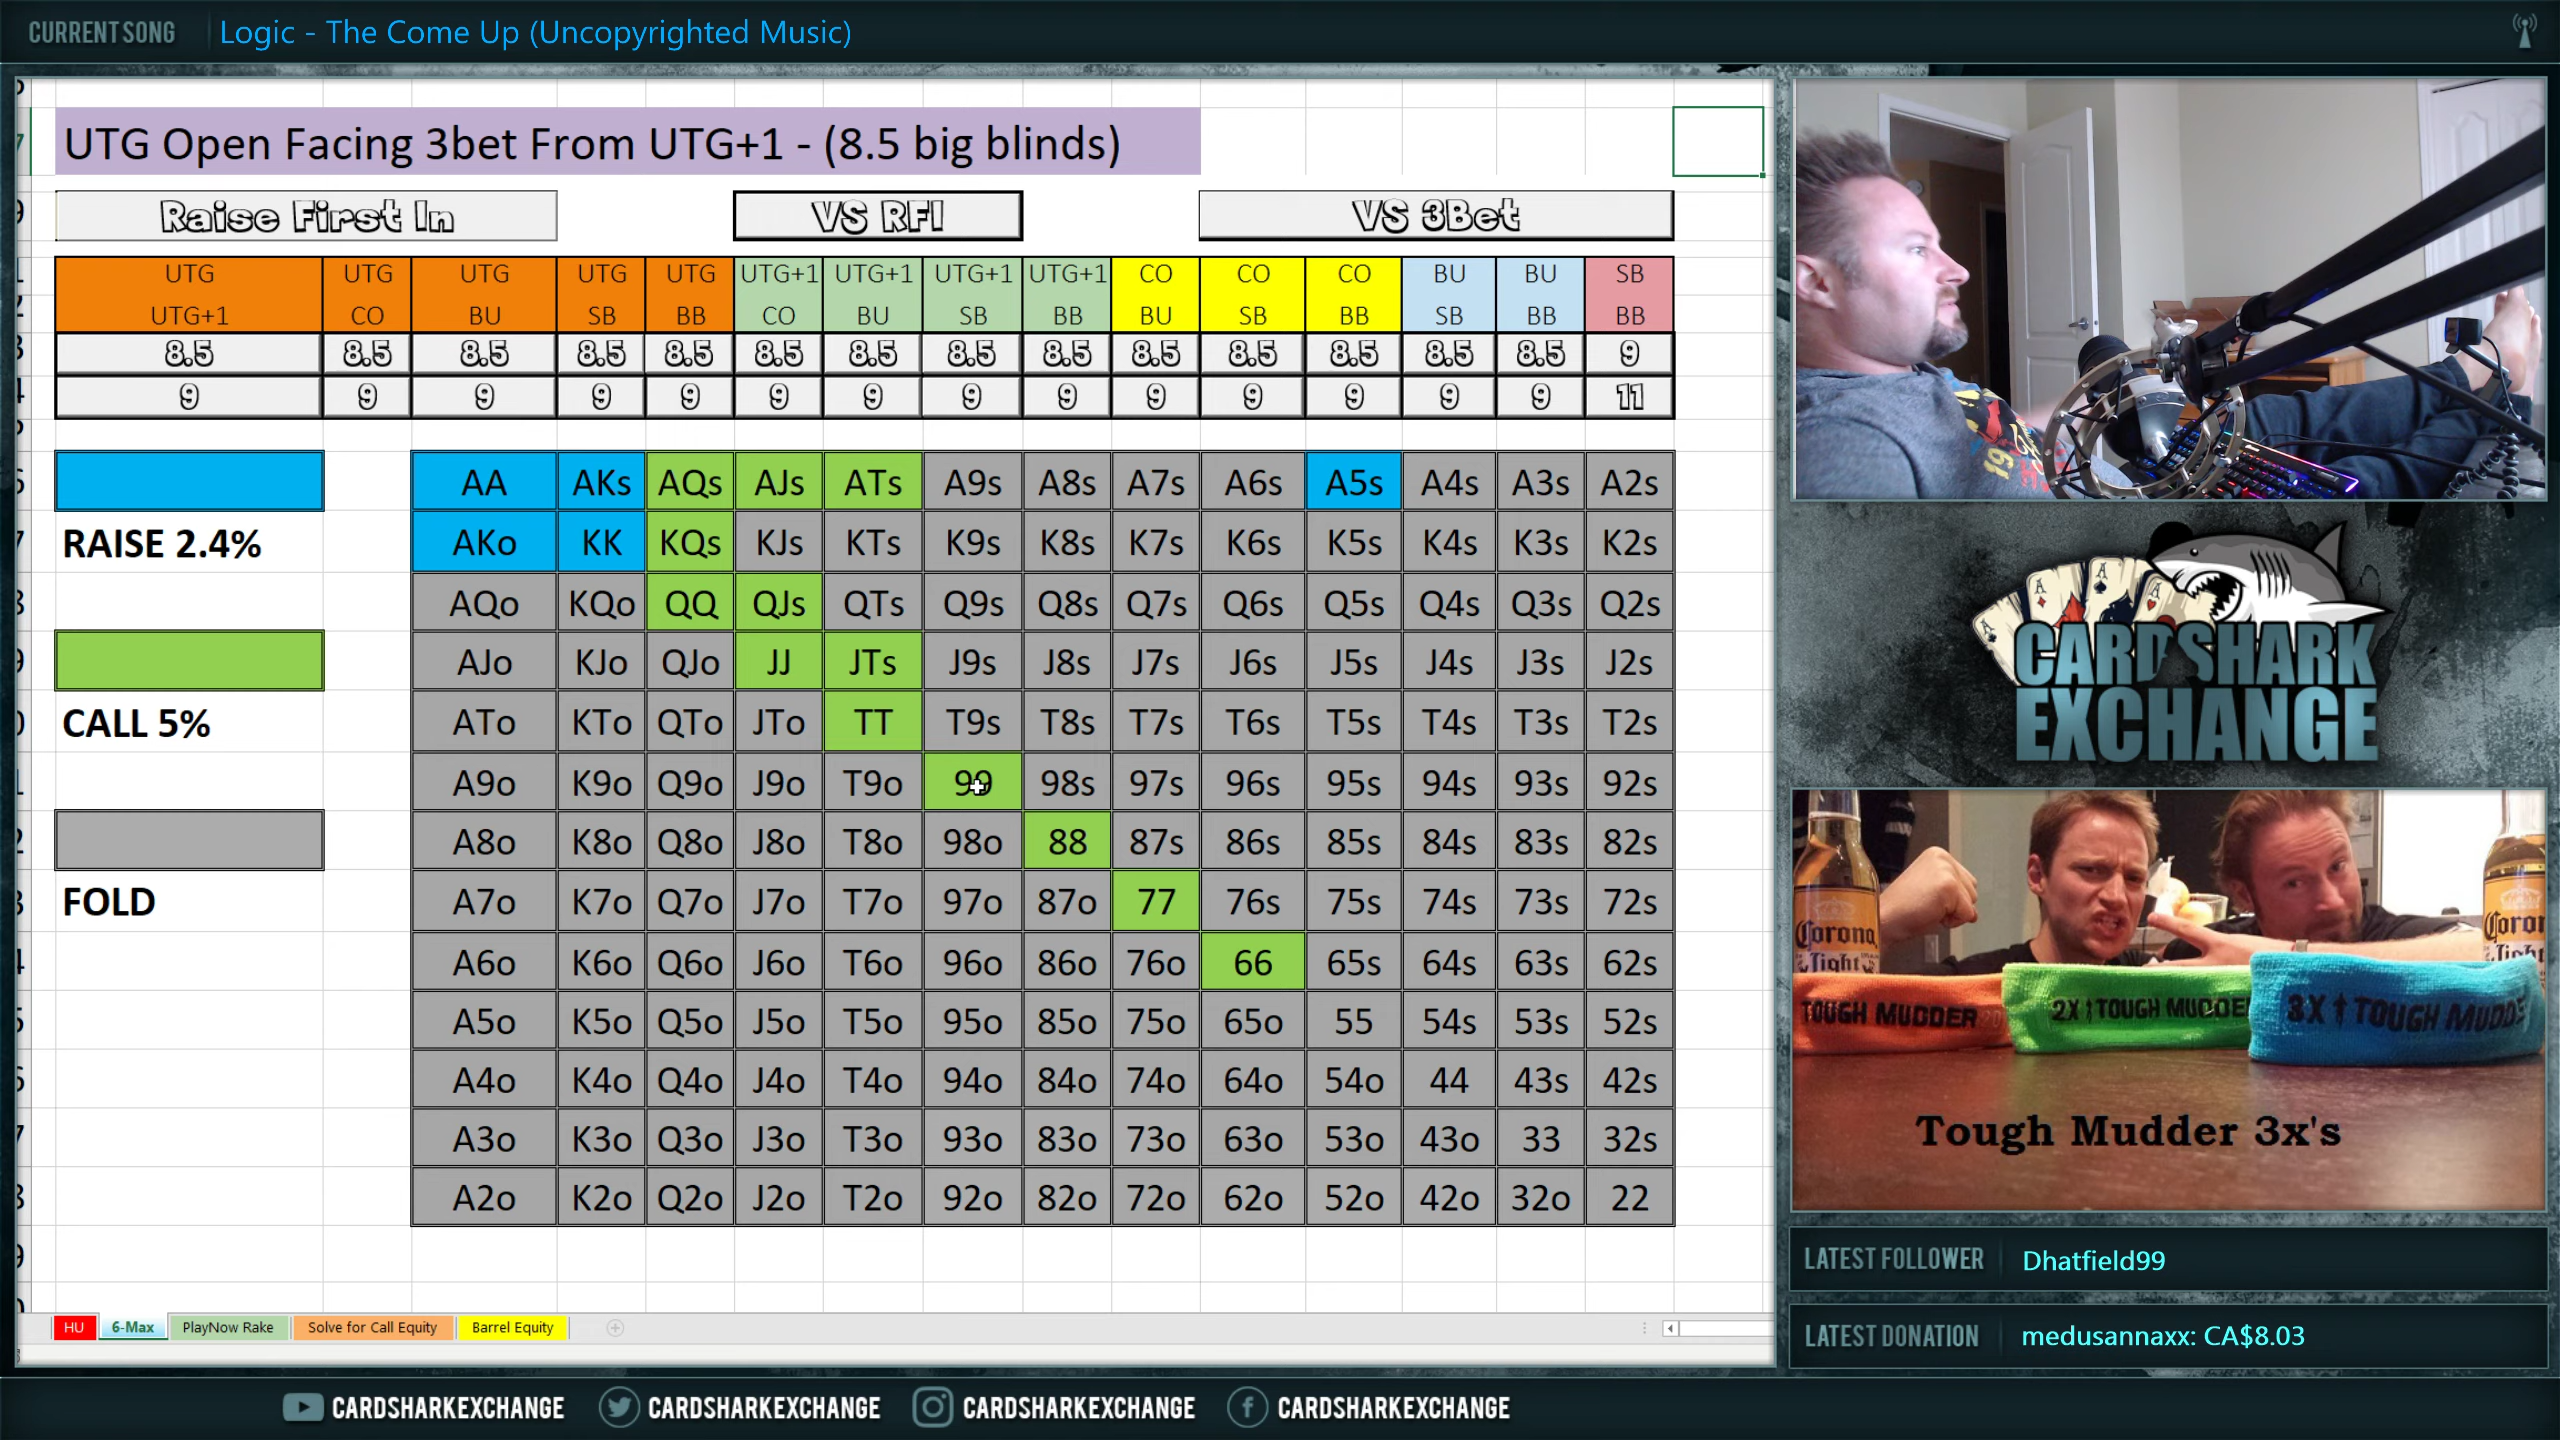 CURRENT SONG Logic - The Come Up (Uncopyrighted Music)
UTG Open Facing 3bet From UTG+1 - (8.5 big blinds)
Raise First In VS RFI VS 3Bet
UTG UTG UTG UTG UTG UTG+1 UTG+1 UTG+1 UTG+1 CO CO CO BU BU SB
UTG+1 CO BU SB BB CO BU SB BB BU SB BB SB BB BB
8.5 8.5 8.5 8.5 8.5 8.5 8.5 8.5 8.5 8.5 8.5 8.5 8.5 8.5 9
9 9 9 9 9 9 9 9 9 9 9 9 9 9 11
AA AKs AQs AJs ATs A9s A8s A7s A6s A5s A4s A3s A2s
RAISE 2.4% AKo KK KQs KJs KTs K9s K8s K7s K6s K5s K4s K3s K2s
AQo KQo QQ QJs QTs Q9s Q8s Q7s Q6s Q5s Q4s Q3s Q2s
AJo KJo QJo JJ JTs J9s J8s J7s J6s J5s J4s J3s J2s
CALL 5% ATo KTo QTo JTo TT T9s T8s T7s T6s T5s T4s T3s T2s
A9o K9o Q9o J9o T9o 99 98s 97s 96s 95s 94s 93s 92s
A8o K8o Q8o J8o T8o 98o 88 87s 86s 85s 84s 83s 82s
FOLD A7o K7o Q7o J7o T7o 97o 87o 77 76s 75s 74s 73s 72s
A6o K6o Q6o J6o T6o 96o 86o 76o 66 65s 64s 63s 62s
A5o K5o Q5o J5o T5o 95o 85o 75o 65o 55 54s 53s 52s
A4o K4o Q4o J4o T4o 94o 84o 74o 64o 54o 44 43s 42s
A3o K3o Q3o J3o T3o 93o 83o 73o 63o 53o 43o 33 32s
A2o K2o Q2o J2o T2o 92o 82o 72o 62o 52o 42o 32o 22
HU 6-Max PlayNow Rake Solve for Call Equity Barrel Equity
CARD SHARK
EXCHANGE
Corona
Light
Corona
TOUGH MUDDER
2X TOUGH MUDDE
3X TOUGH MUDD
Tough Mudder 3x's
LATEST FOLLOWER Dhatfield99
LATEST DONATION medusannaxx: CA$8.03
CARDSHARKEXCHANGE CARDSHARKEXCHANGE CARDSHARKEXCHANGE CARDSHARKEXCHANGE